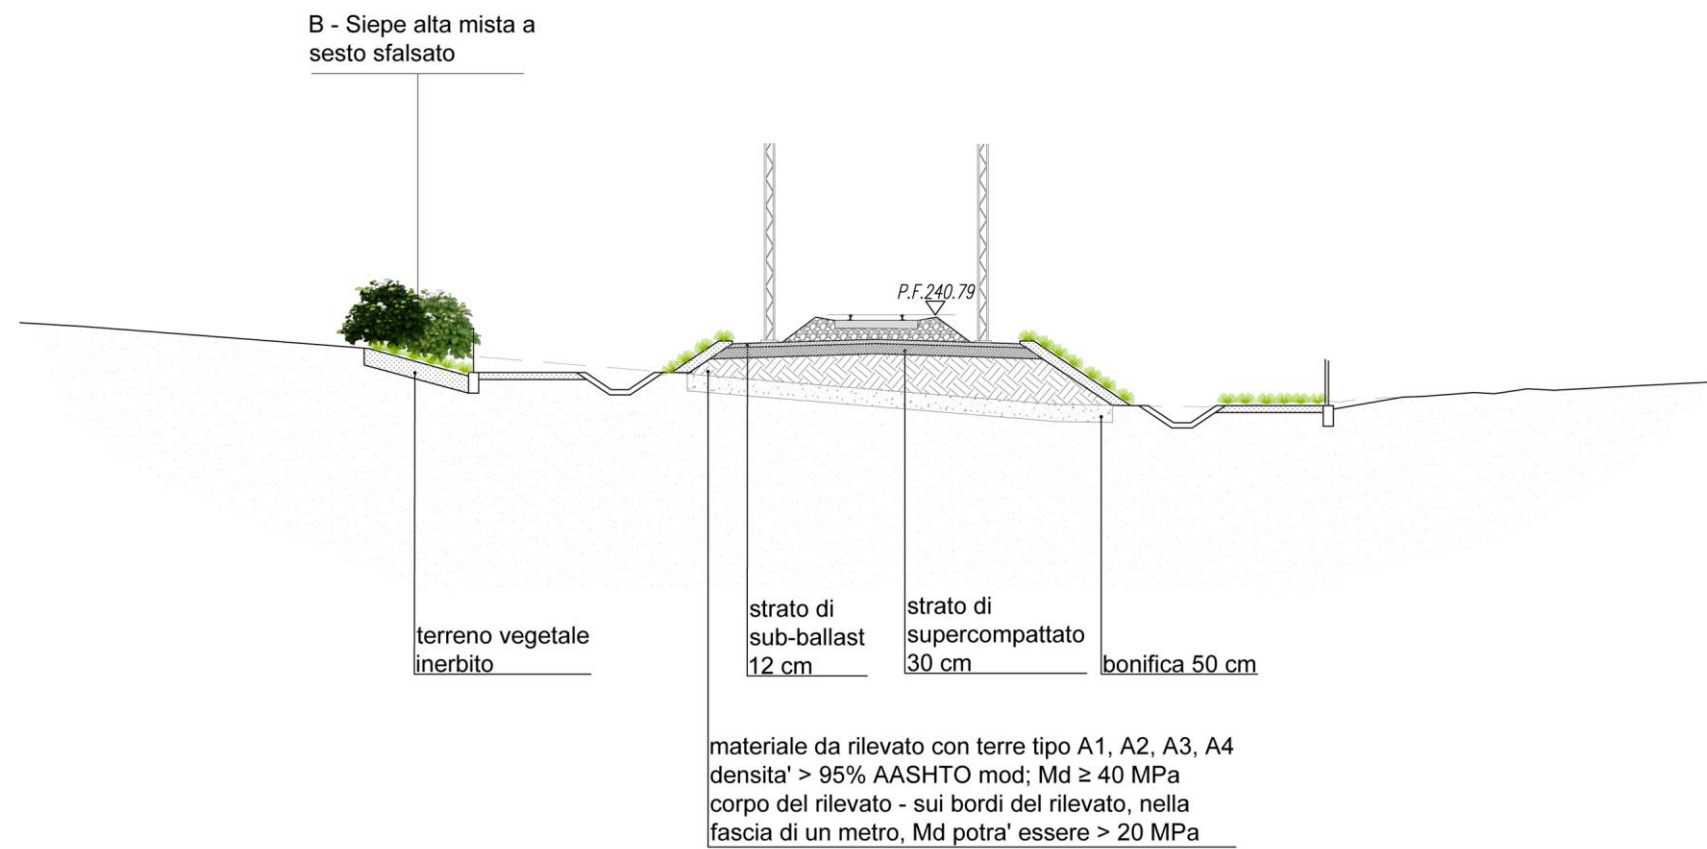 B - Siepe alta mista a
sesto sfalsato
P.F.240.79
terreno vegetale
inerbito
strato di
sub-ballast
12 cm
strato di
supercompattato
30 cm
bonifica 50 cm
materiale da rilevato con terre tipo A1, A2, A3, A4
densita' > 95% AASHTO mod; Md ≥ 40 MPa
corpo del rilevato - sui bordi del rilevato, nella
fascia di un metro, Md potra' essere > 20 MPa